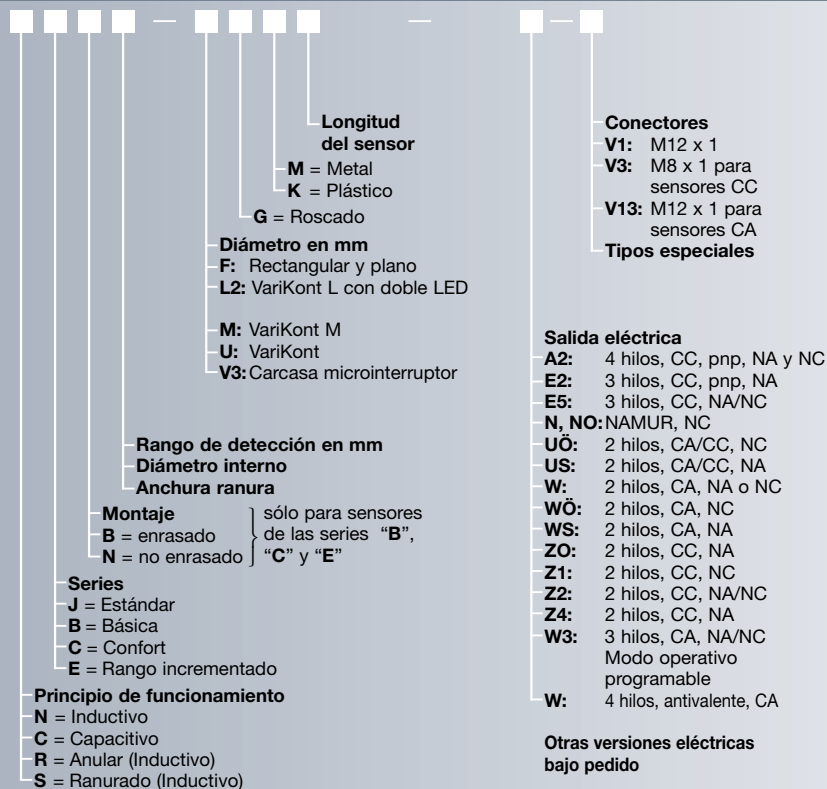 Longitud
del sensor
M = Metal
K = Plástico
G = Roscado
Diámetro en mm
F: Rectangular y plano
L2: VariKont L con doble LED
M: VariKont M
U: VariKont
V3: Carcasa microinterruptor
Rango de detección en mm
Diámetro interno
Anchura ranura
Montaje
B = enrasado
N = no enrasado
sólo para sensores
de las series “B”,
“C” y “E”
Series
J = Estándar
B = Básica
C = Confort
E = Rango incrementado
Principio de funcionamiento
N = Inductivo
C = Capacitivo
R = Anular (Inductivo)
S = Ranurado (Inductivo)
Conectores
V1: M12 x 1
V3: M8 x 1 para
sensores CC
V13: M12 x 1 para
sensores CA
Tipos especiales
Salida eléctrica
A2: 4 hilos, CC, pnp, NA y NC
E2: 3 hilos, CC, pnp, NA
E5: 3 hilos, CC, NA/NC
N, NO: NAMUR, NC
UÖ: 2 hilos, CA/CC, NC
US: 2 hilos, CA/CC, NA
W: 2 hilos, CA, NA o NC
WÖ: 2 hilos, CA, NC
WS: 2 hilos, CA, NA
ZO: 2 hilos, CC, NA
Z1: 2 hilos, CC, NC
Z2: 2 hilos, CC, NA/NC
Z4: 2 hilos, CC, NA
W3: 3 hilos, CA, NA/NC
Modo operativo
programable
W: 4 hilos, antivalente, CA
Otras versiones eléctricas
bajo pedido